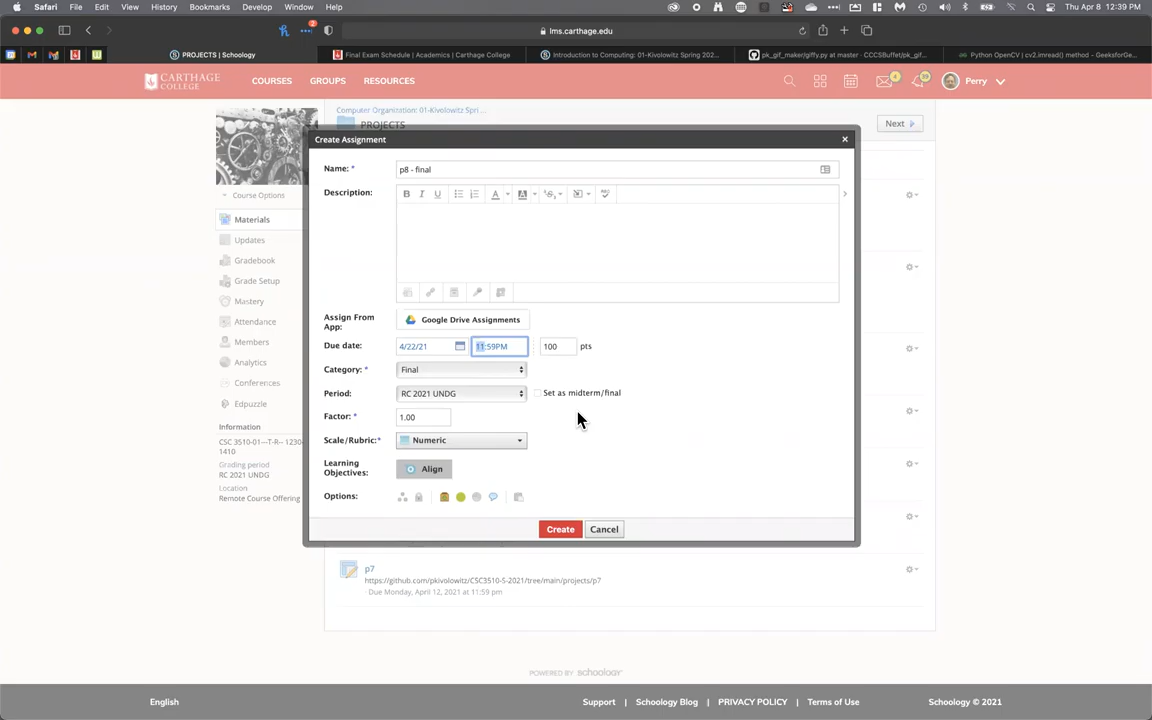 Safari File Edit View History Bookmarks Develop Window Help 2 Thu Apr 8 12:39 PM
lms.carthage.edu
PROJECTS | Schoology Final Exam Schedule | Academics | Carthage College Introduction to Computing: 01-Kivolowitz Spring 202... pk_gif_maker/giffy.py at master · CCCSBuffet/pk_gif... Python OpenCV | cv2.imread() method - GeeksforGe...
CARTHAGE COLLEGE COURSES GROUPS RESOURCES Perry
Computer Organisation: 01-Kivolowitz Spri ...
PROJECTS
Next
Create Assignment
Name: * p8 - final
Description:
B I U
Assign From App: Google Drive Assignments
Due date: 4/22/21 11:59PM 100 pts
Category: * Final
Period: RC 2021 UNDG Set as midterm/final
Factor: * 1.00
Scale/Rubric:* Numeric
Learning Objectives: Align
Options:
Create Cancel
Course Options
Materials
Updates
Gradebook
Grade Setup
Mastery
Attendance
Members
Analytics
Conferences
Edpuzzle
Information
CSC 3510-01---T-R-- 1230-
1410
Grading period
RC 2021 UNDG
Location
Remote Course Offering
p7
https://github.com/pkivolowitz/CSC3510-S-2021/tree/main/projects/p7
Due Monday, April 12, 2021 at 11:59 pm
POWERED BY schoology
English Support | Schoology Blog | PRIVACY POLICY | Terms of Use Schoology © 2021